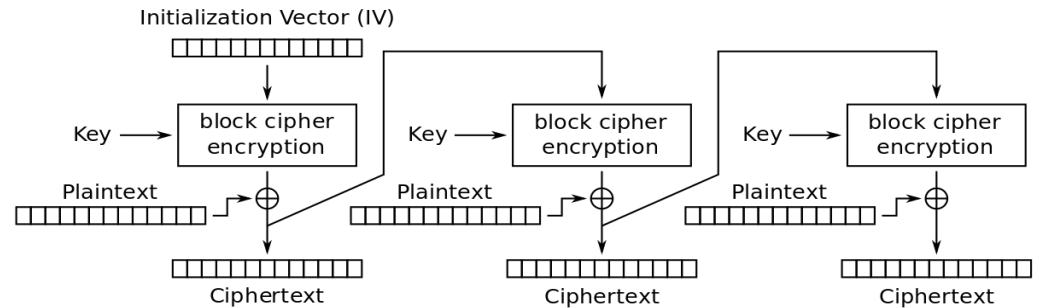 Initialization Vector (IV)
Key
block cipher
encryption
Key
block cipher
encryption
Key
block cipher
encryption
Plaintext
Plaintext
Plaintext
Ciphertext
Ciphertext
Ciphertext